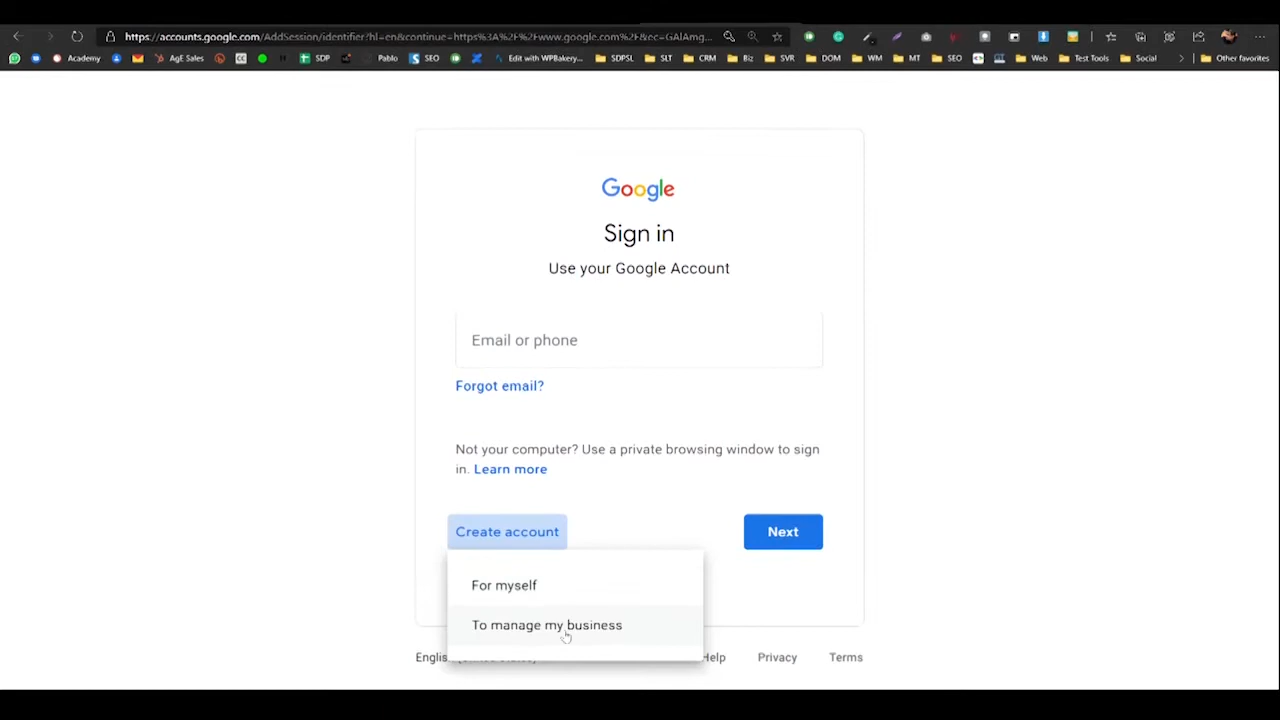 https://accounts.google.com/AddSession/identifier?hl=en&continue=https%3A%2F%2Fwww.google.com%2F&ec=GAlAmg...
Academy AgE Sales CC H SDP Pablo SEO Edit with WPBakery... SDPSL SLT CRM Biz SVR DOM WM MT SEO Web Test Tools Social Other favorites
Google
Sign in
Use your Google Account
Email or phone
Forgot email?
Not your computer? Use a private browsing window to sign
in. Learn more
Create account
Next
For myself
To manage my business
Help Privacy Terms